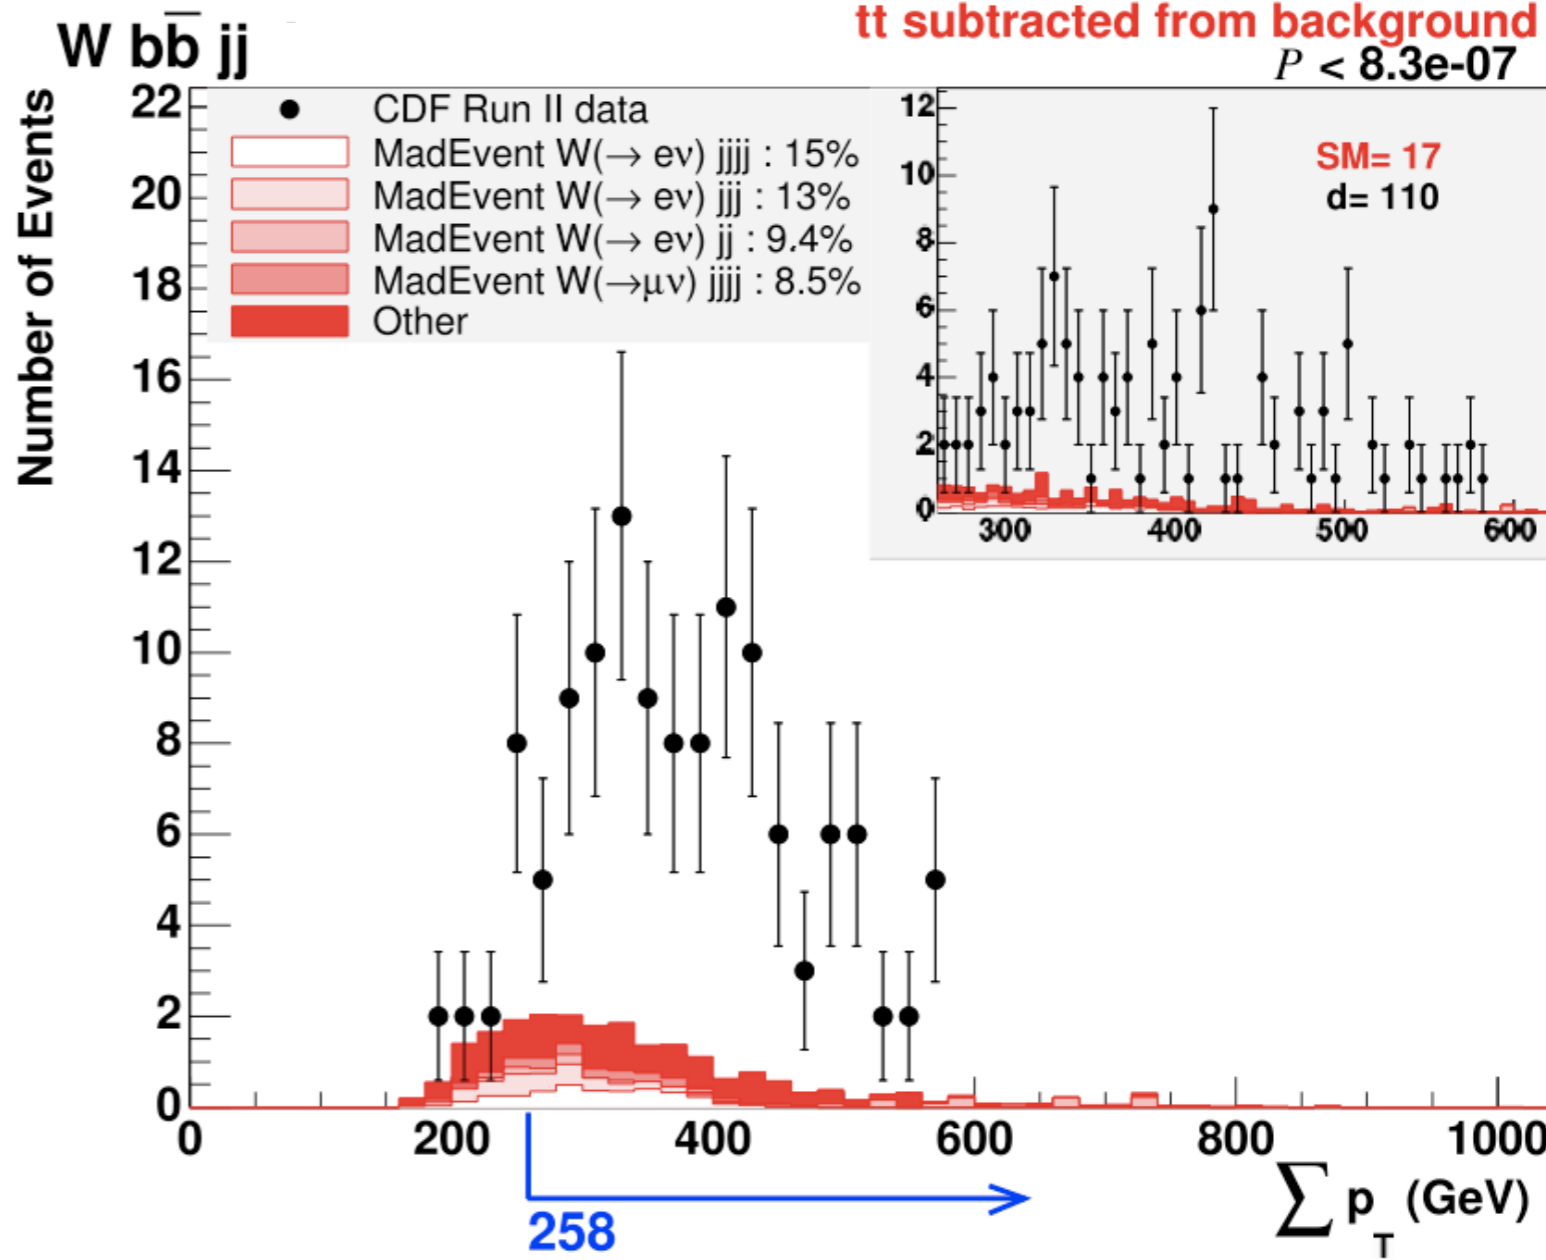 W bb̄ jj
tt subtracted from background
P < 8.3e-07
Number of Events
22
20
18
16
14
12
10
8
6
4
2
0
CDF Run II data
MadEvent W(→ eν) jjjj : 15%
MadEvent W(→ eν) jjj : 13%
MadEvent W(→ eν) jj : 9.4%
MadEvent W(→μν) jjjj : 8.5%
Other
12
10
8
6
4
2
0
SM= 17
d= 110
300 400 500 600
0 200 400 600 800 1000
258
∑ p_T (GeV)